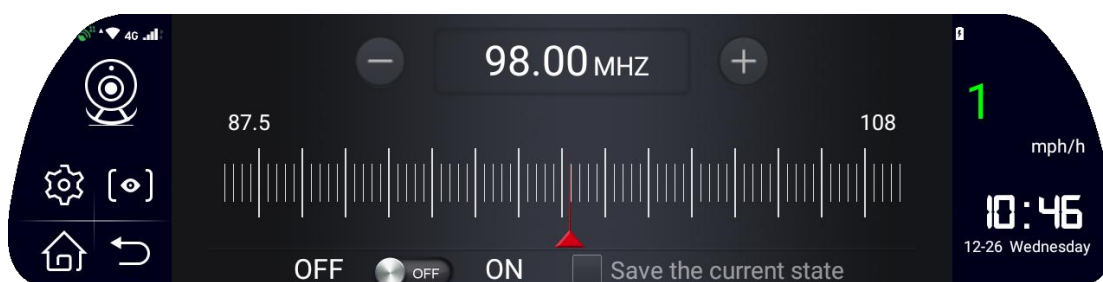 4G
98.00 MHZ
87.5
108
OFF
OFF
ON
Save the current state
1
mph/h
10:46
12-26 Wednesday